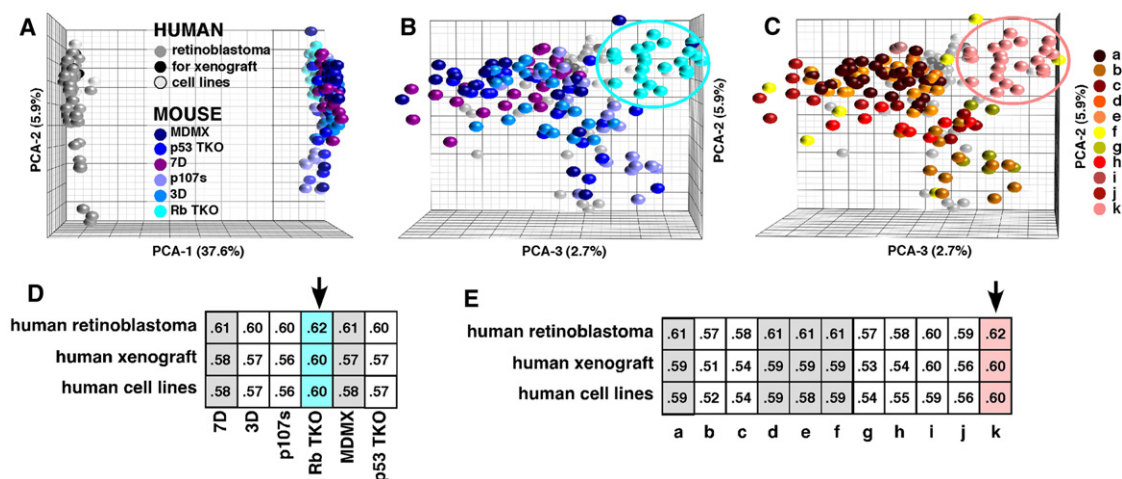 A
HUMAN
retinoblastoma
for xenograft
cell lines
MOUSE
MDMX
p53 TKO
7D
p107s
3D
Rb TKO
PCA-2 (5.9%)
PCA-1 (37.6%)
B
PCA-2 (5.9%)
PCA-3 (2.7%)
C
PCA-2 (5.9%)
PCA-3 (2.7%)
a
b
c
d
e
f
g
h
i
j
k
D
human retinoblastoma .61 .60 .60 .62 .61 .60
human xenograft .58 .57 .56 .60 .57 .57
human cell lines .58 .57 .56 .60 .58 .57
7D 3D p107s Rb TKO MDMX p53 TKO
E
human retinoblastoma .61 .57 .58 .61 .61 .61 .57 .58 .60 .59 .62
human xenograft .59 .51 .54 .59 .59 .59 .53 .54 .60 .56 .60
human cell lines .59 .52 .54 .59 .58 .59 .54 .55 .59 .56 .60
a b c d e f g h i j k